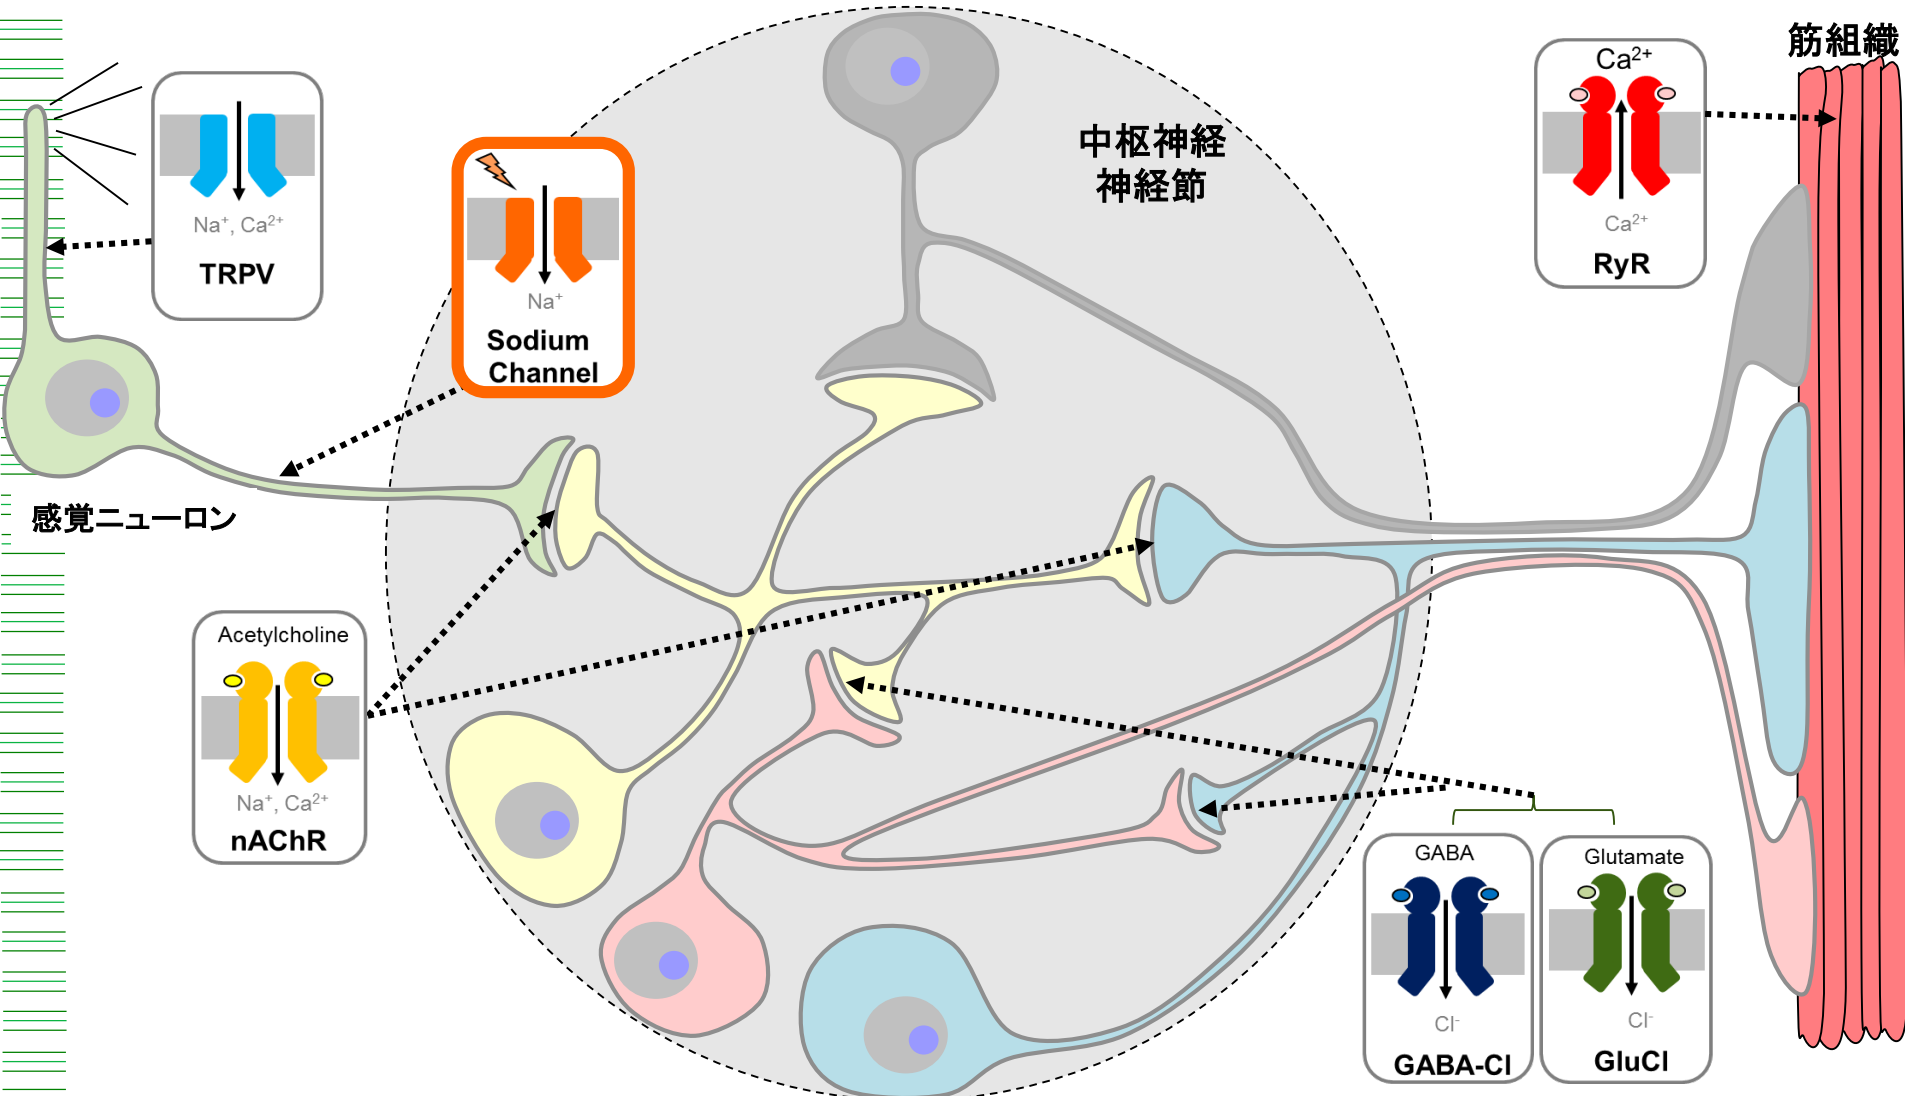 筋組織
Ca2+
Ca2+
RyR
中枢神経
神経節
Na+, Ca2+
TRPV
Na+
Sodium
Channel
感覚ニューロン
Acetylcholine
Na+, Ca2+
nAChR
GABA
Cl-
GABA-Cl
Glutamate
Cl-
GluCl